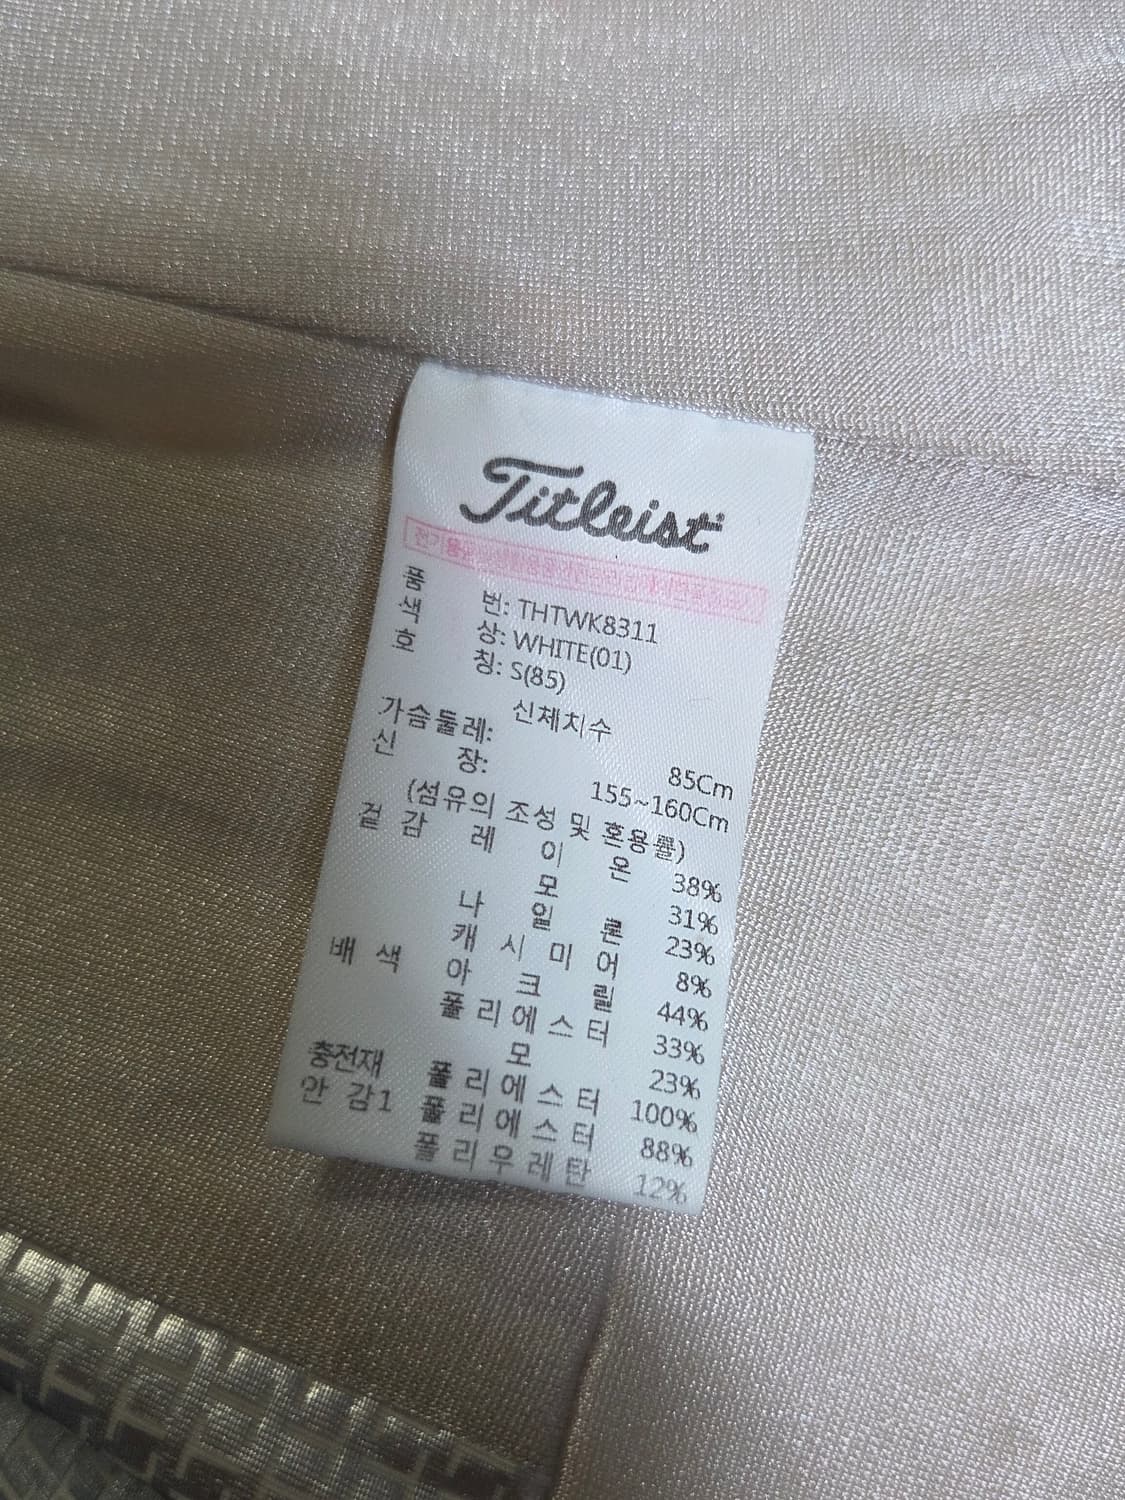 Titleist
품 번: THTWK8311
색 상: WHITE(01)
호 칭: S(85)
신체치수
가슴둘레: 85Cm
신 장: 155~160Cm
(섬유의 조성 및 혼용률)
겉 감 레 이 온 38%
모 31%
나 일 론 23%
캐 시 미 어 8%
배 색 아 크 릴 44%
폴 리 에 스 터 33%
모 23%
충전재 폴 리 에 스 터 100%
안 감1 폴 리 에 스 터 88%
폴 리 우 레 탄 12%